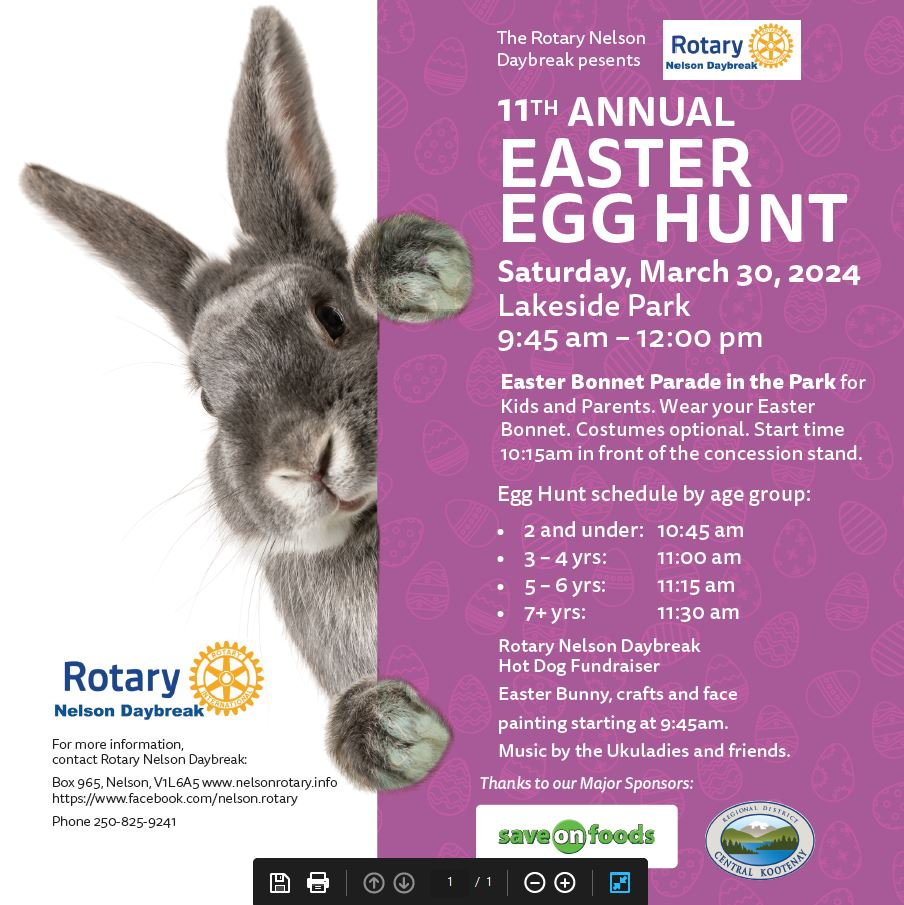 The Rotary Nelson
Daybreak pesents
Rotary
Nelson Daybreak
11TH ANNUAL
EASTER
EGG HUNT
Saturday, March 30, 2024
Lakeside Park
9:45 am – 12:00 pm
Easter Bonnet Parade in the Park for
Kids and Parents. Wear your Easter
Bonnet. Costumes optional. Start time
10:15am in front of the concession stand.
Egg Hunt schedule by age group:
• 2 and under: 10:45 am
• 3 – 4 yrs: 11:00 am
• 5 – 6 yrs: 11:15 am
• 7+ yrs: 11:30 am
Rotary Nelson Daybreak
Hot Dog Fundraiser
Easter Bunny, crafts and face
painting starting at 9:45am.
Music by the Ukuladies and friends.
Thanks to our Major Sponsors:
save on foods
REGIONAL DISTRICT
CENTRAL KOOTENAY
Rotary
ROTARY
INTERNATIONAL
Nelson Daybreak
For more information,
contact Rotary Nelson Daybreak:
Box 965, Nelson, V1L6A5 www.nelsonrotary.info
https://www.facebook.com/nelson.rotary
Phone 250-825-9241
1 / 1